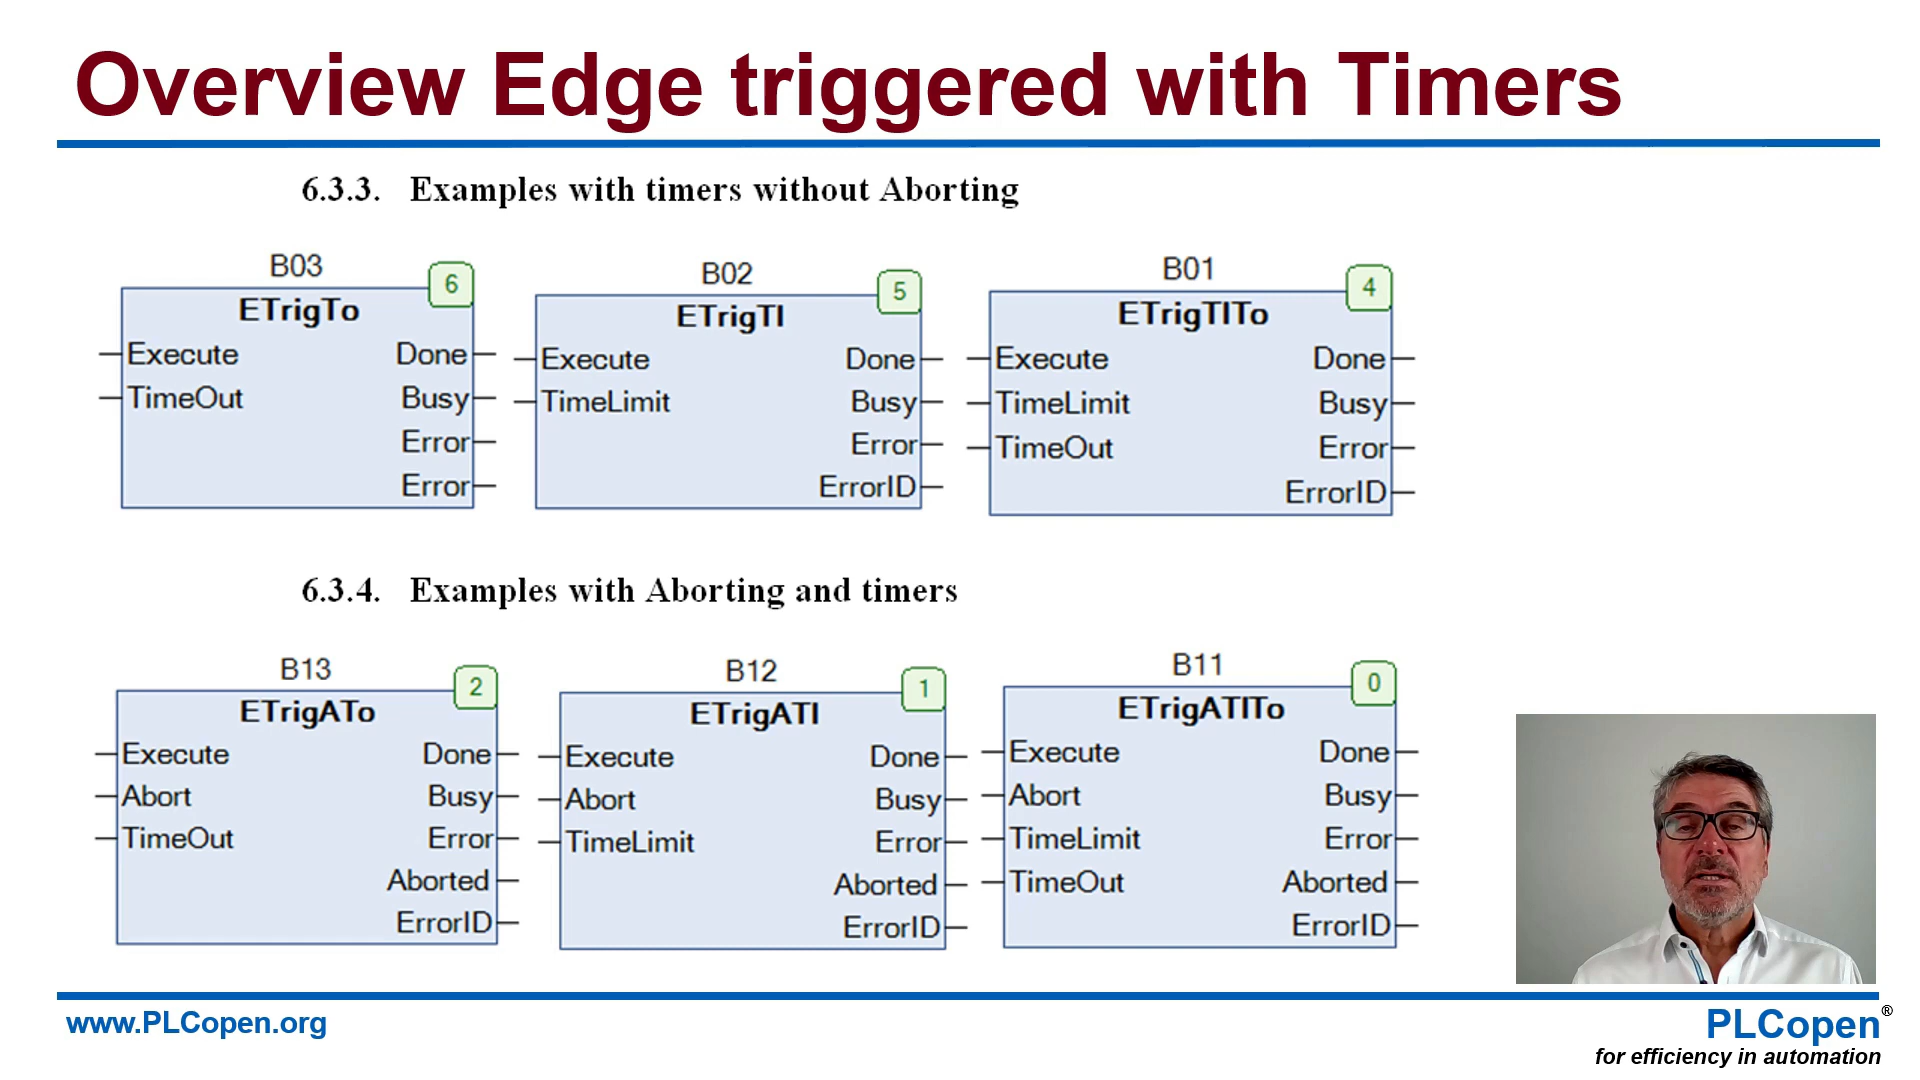 Overview Edge triggered with Timers
6.3.3. Examples with timers without Aborting
B03
6
ETrigTo
Execute Done
TimeOut Busy
Error
Error
B02
5
ETrigTl
Execute Done
TimeLimit Busy
Error
ErrorID
B01
4
ETrigTlTo
Execute Done
TimeLimit Busy
TimeOut Error
ErrorID
6.3.4. Examples with Aborting and timers
B13
2
ETrigATo
Execute Done
Abort Busy
TimeOut Error
Aborted
ErrorID
B12
1
ETrigATl
Execute Done
Abort Busy
TimeLimit Error
Aborted
ErrorID
B11
0
ETrigATlTo
Execute Done
Abort Busy
TimeLimit Error
TimeOut Aborted
ErrorID
www.PLCopen.org
PLCopen®
for efficiency in automation